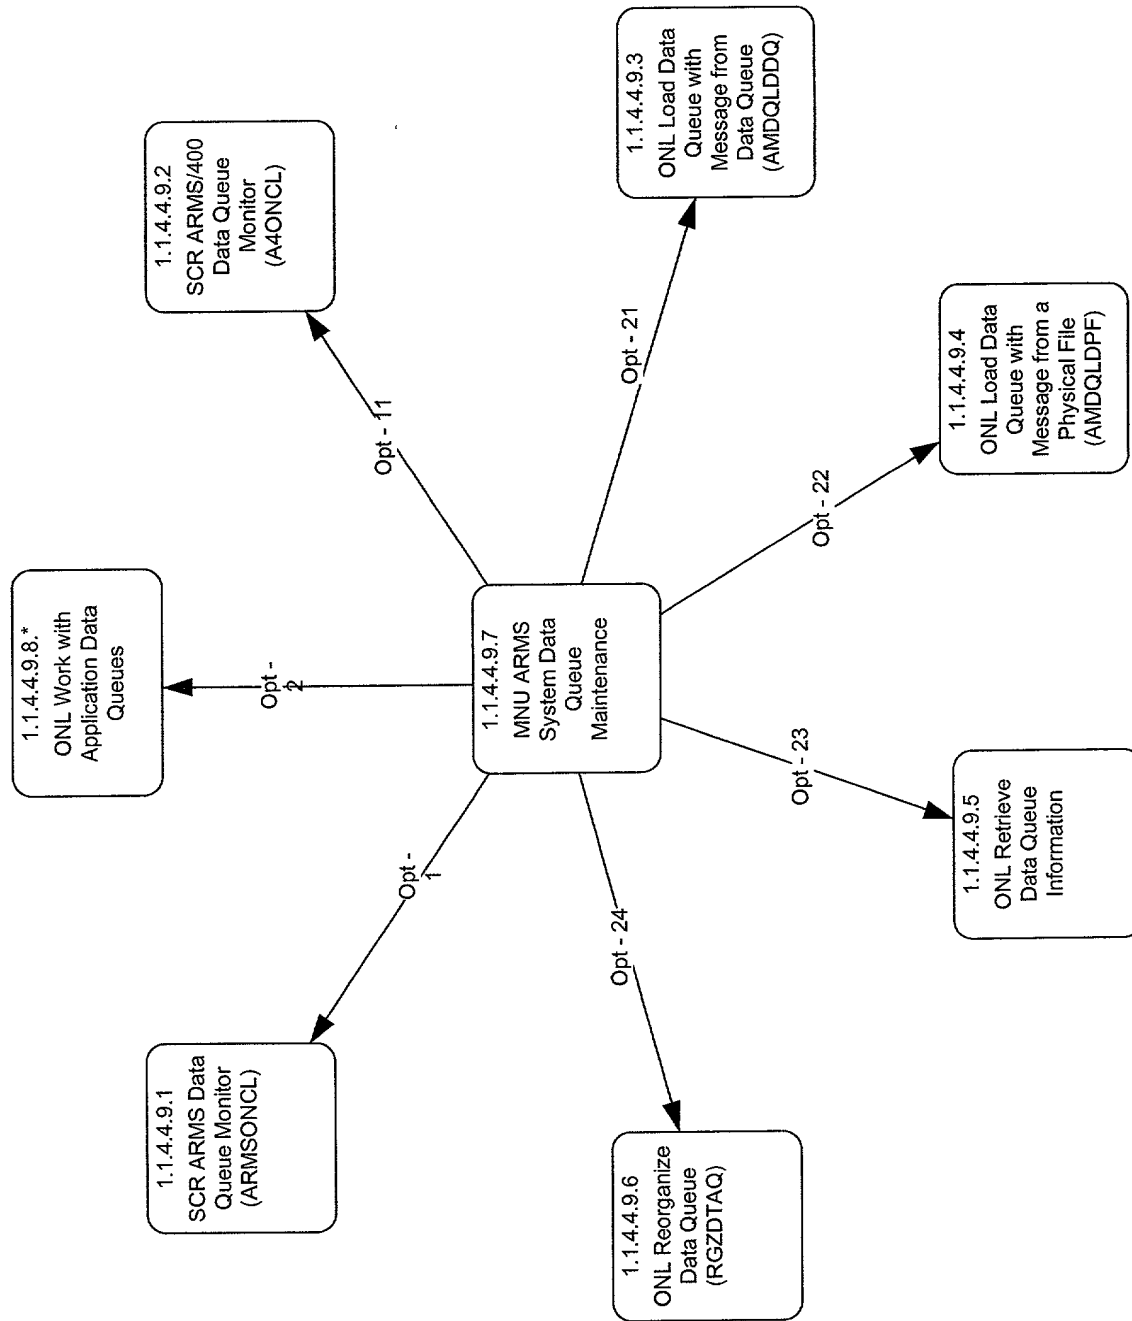 1.1.4.4.9.1
SCR ARMS Data
Queue Monitor
(ARMSONCL)
1.1.4.4.9.8.*
ONL Work with
Application Data
Queues
1.1.4.4.9.2
SCR ARMS/400
Data Queue
Monitor
(A4ONCL)
Opt -
1
Opt -
2
Opt - 11
1.1.4.4.9.6
ONL Reorganize
Data Queue
(RGZDTAQ)
Opt - 24
1.1.4.4.9.7
MNU ARMS
System Data
Queue
Maintenance
Opt - 21
1.1.4.4.9.3
ONL Load Data
Queue with
Message from
Data Queue
(AMDQLDDQ)
Opt - 23
Opt - 22
1.1.4.4.9.5
ONL Retrieve
Data Queue
Information
1.1.4.4.9.4
ONL Load Data
Queue with
Message from a
Physical File
(AMDQLDPF)